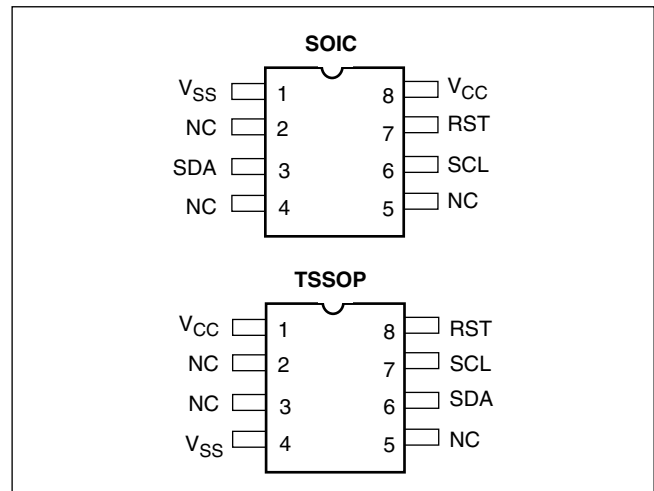 SOIC
VSS 1 8 VCC
NC 2 7 RST
SDA 3 6 SCL
NC 4 5 NC
TSSOP
VCC 1 8 RST
NC 2 7 SCL
NC 3 6 SDA
VSS 4 5 NC